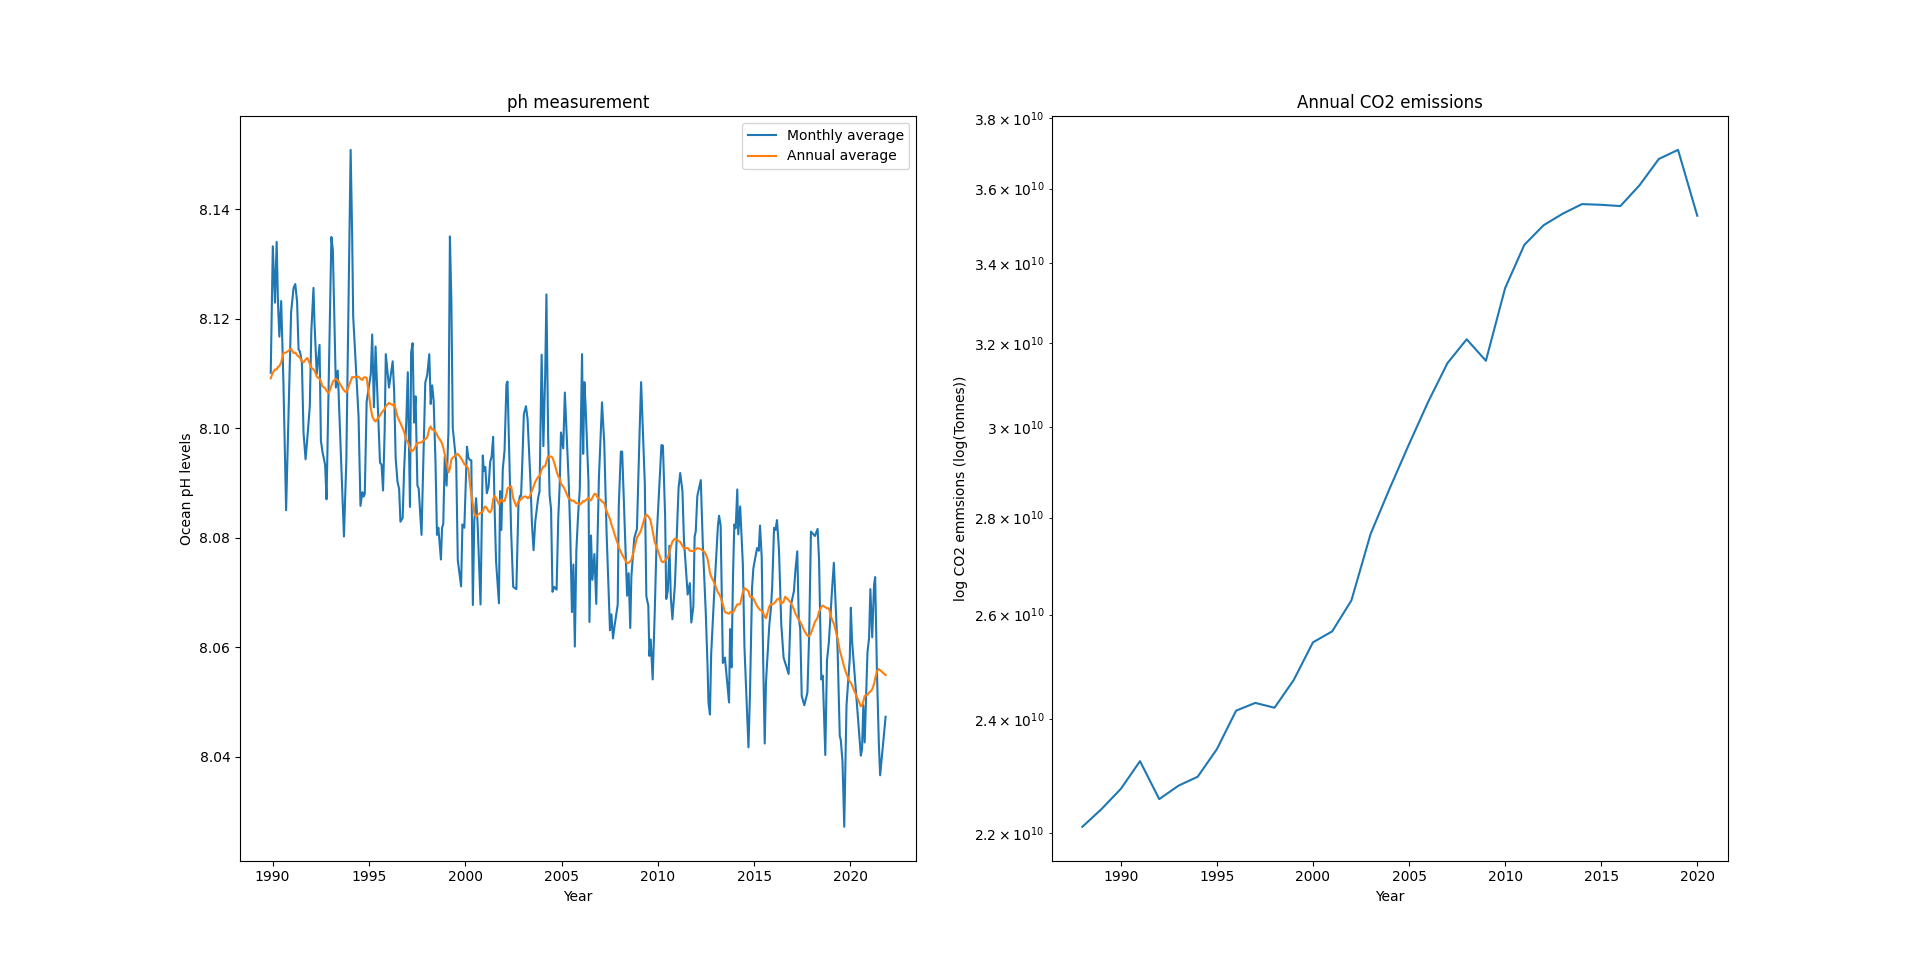 ph measurement
Monthly average
Annual average
Ocean pH levels
8.14
8.12
8.10
8.08
8.06
8.04
1990 1995 2000 2005 2010 2015 2020
Year
Annual CO2 emissions
log CO2 emmsions (log(Tonnes))
3.8 × 10¹⁰
3.6 × 10¹⁰
3.4 × 10¹⁰
3.2 × 10¹⁰
3 × 10¹⁰
2.8 × 10¹⁰
2.6 × 10¹⁰
2.4 × 10¹⁰
2.2 × 10¹⁰
1990 1995 2000 2005 2010 2015 2020
Year